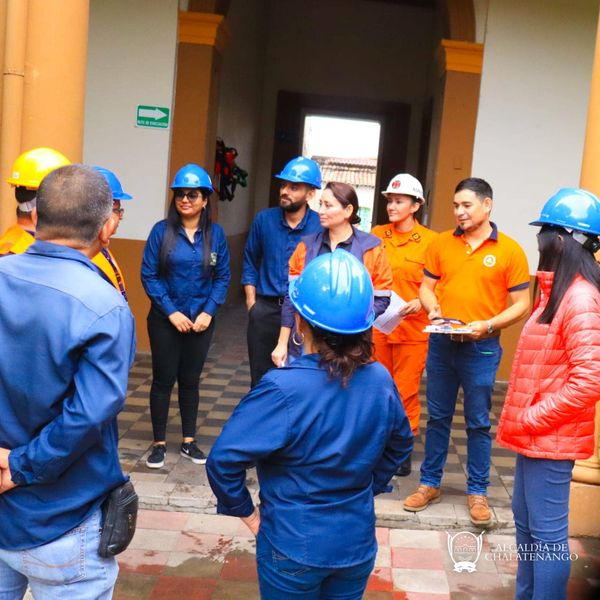 RUTA DE EVACUACIÓN
ALCALDÍA DE
CHALATENANGO